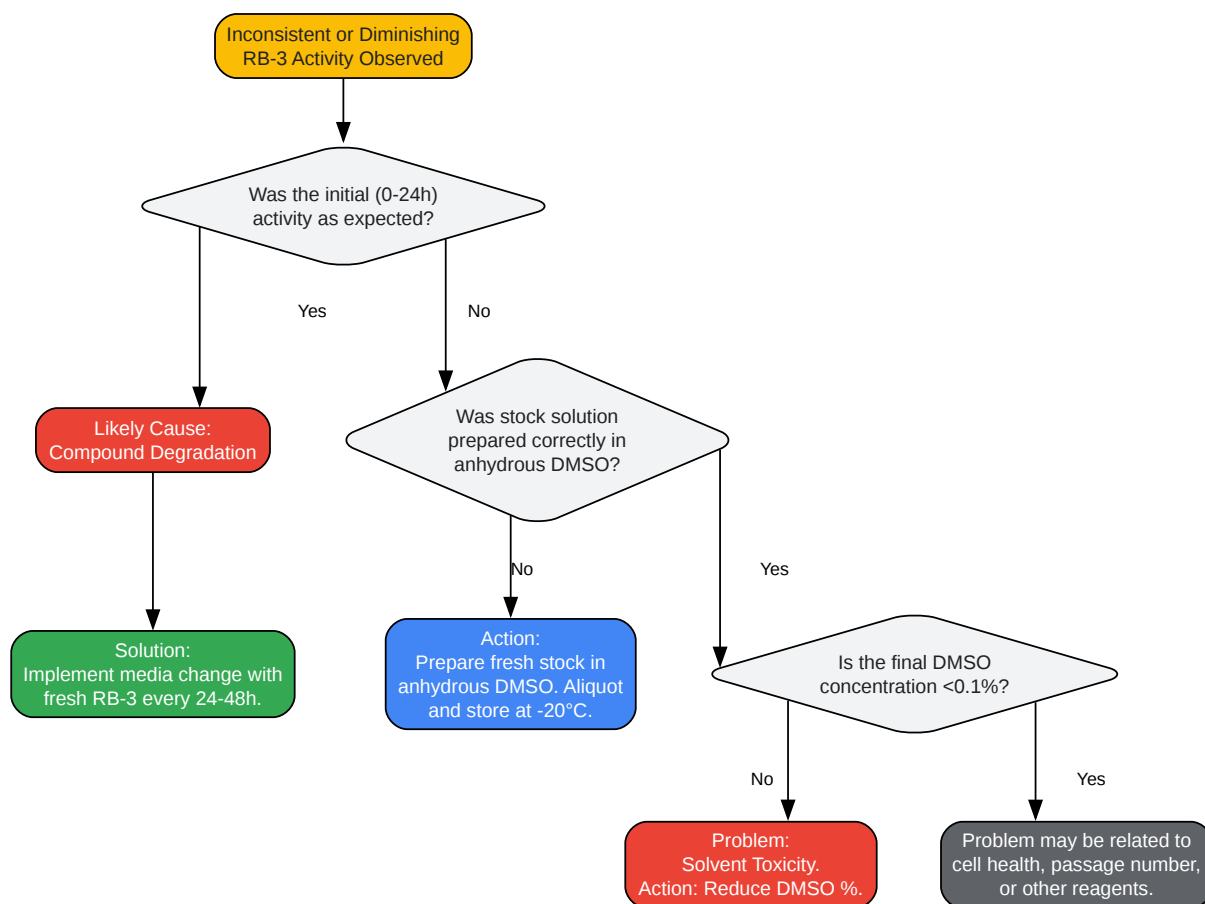 Inconsistent or Diminishing
RB-3 Activity Observed
Was the initial (0-24h)
activity as expected?
Yes
No
Likely Cause:
Compound Degradation
Was stock solution
prepared correctly in
anhydrous DMSO?
No
Yes
Solution:
Implement media change with
fresh RB-3 every 24-48h.
Action:
Prepare fresh stock in
anhydrous DMSO. Aliquot
and store at -20°C.
Is the final DMSO
concentration <0.1%?
No
Yes
Problem:
Solvent Toxicity.
Action: Reduce DMSO %.
Problem may be related to
cell health, passage number,
or other reagents.